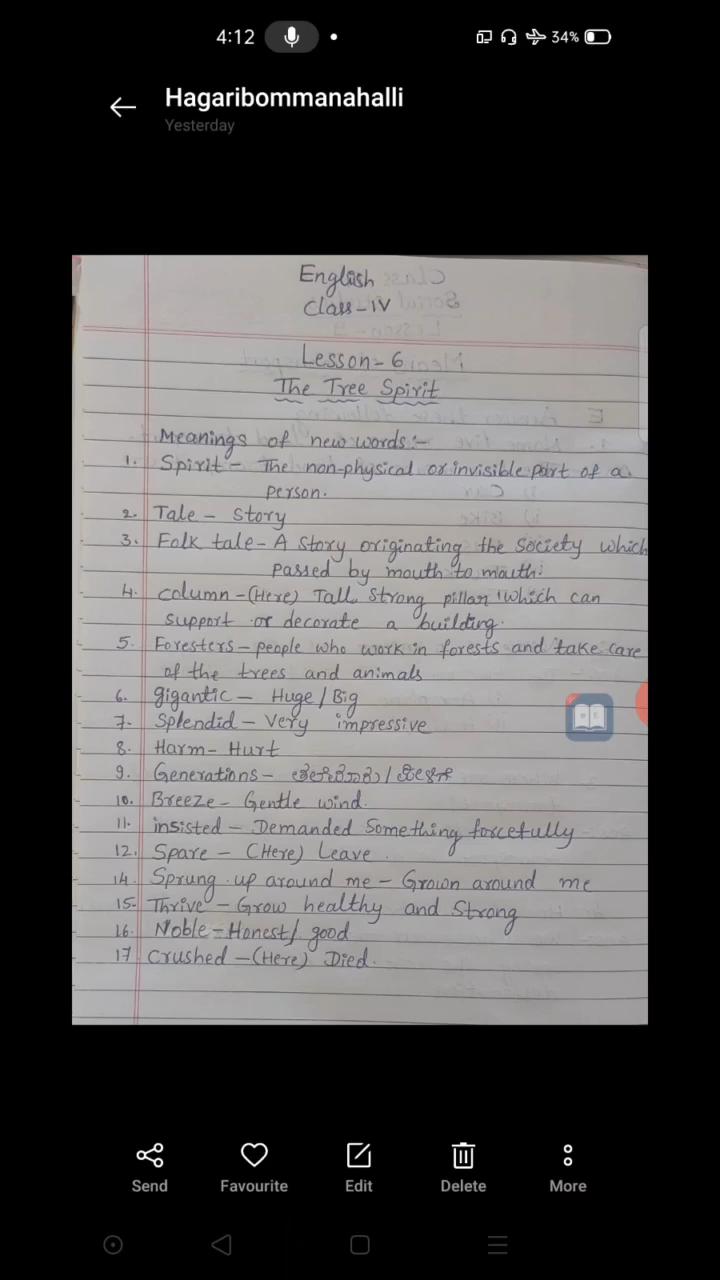 4:12
34%
Hagaribommanahalli
Yesterday
English
Class-IV
Lesson-6
The Tree Spirit
Meanings of new words:-
1. Spirit - The non-physical or invisible part of a
person.
2. Tale - Story
3. Folk tale - A story originating the society which
passed by mouth to mouth.
4. column - (Here) Tall, strong pillar which can
support or decorate a building.
5. Foresters - people who work in forests and take care
of the trees and animals
6. gigantic - Huge / Big
7. Splendid - Very impressive
8. Harm - Hurt
9. Generations -
10. Breeze - Gentle wind.
11. insisted - Demanded Something forcefully
12. Spare - (Here) Leave
14. Sprung up around me - Grown around me
15- Thrive - Grow healthy and Strong
16. Noble - Honest / good
17 Crushed - (Here) Died.
Send
Favourite
Edit
Delete
More